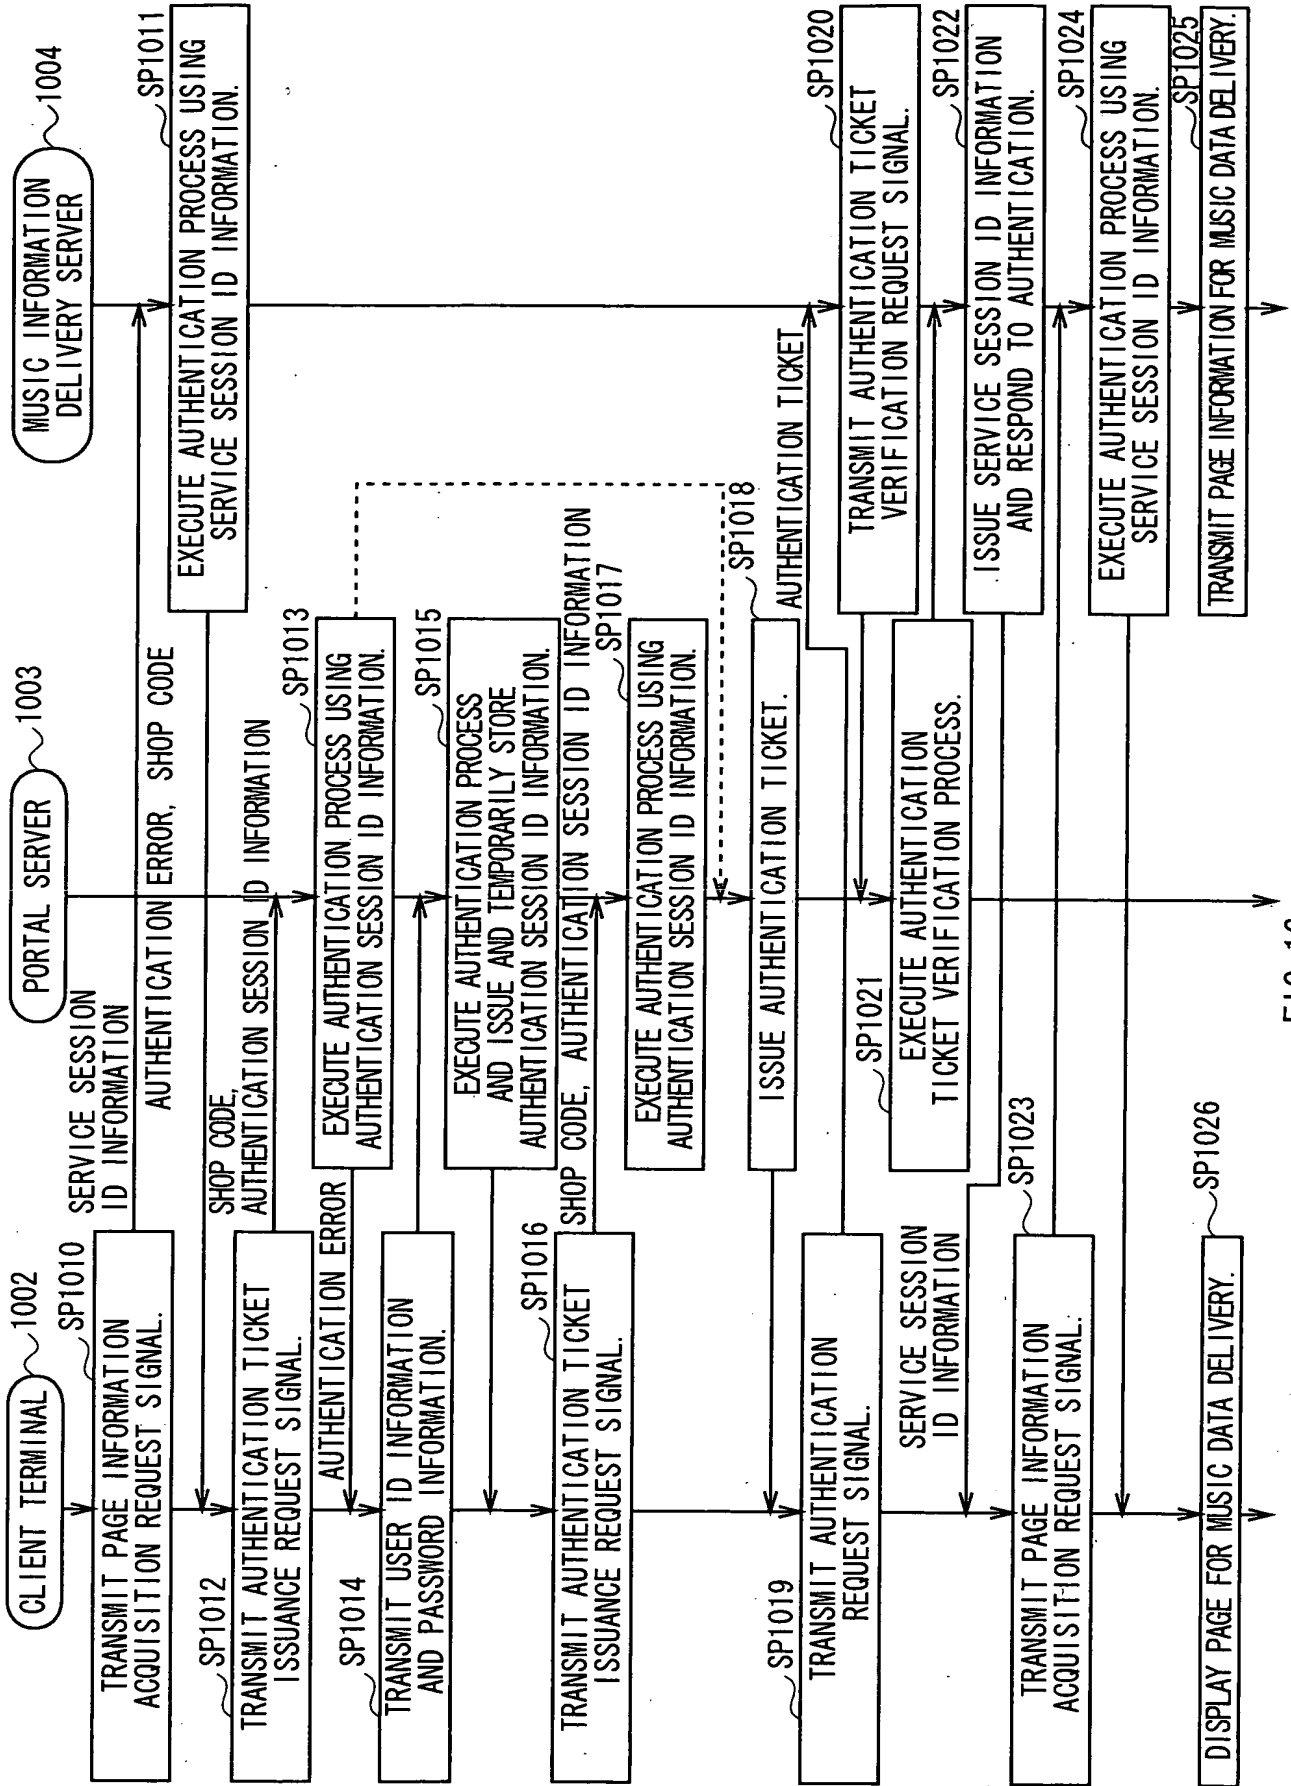 CLIENT TERMINAL
1002
PORTAL SERVER
1003
MUSIC INFORMATION
DELIVERY SERVER
1004
SP1010
TRANSMIT PAGE INFORMATION
ACQUISITION REQUEST SIGNAL.
SERVICE SESSION
ID INFORMATION
SP1011
EXECUTE AUTHENTICATION PROCESS USING
SERVICE SESSION ID INFORMATION.
AUTHENTICATION ERROR, SHOP CODE
SP1012
TRANSMIT AUTHENTICATION TICKET
ISSUANCE REQUEST SIGNAL.
SHOP CODE,
AUTHENTICATION SESSION ID INFORMATION
SP1013
EXECUTE AUTHENTICATION PROCESS USING
AUTHENTICATION SESSION ID INFORMATION.
AUTHENTICATION ERROR
SP1014
TRANSMIT USER ID INFORMATION
AND PASSWORD INFORMATION.
SP1015
EXECUTE AUTHENTICATION PROCESS
AND ISSUE AND TEMPORARILY STORE
AUTHENTICATION SESSION ID INFORMATION.
SP1016
TRANSMIT AUTHENTICATION TICKET
ISSUANCE REQUEST SIGNAL.
SHOP CODE, AUTHENTICATION SESSION ID INFORMATION
SP1017
EXECUTE AUTHENTICATION PROCESS USING
AUTHENTICATION SESSION ID INFORMATION.
SP1018
ISSUE AUTHENTICATION TICKET.
SP1019
TRANSMIT AUTHENTICATION
REQUEST SIGNAL.
AUTHENTICATION TICKET
SP1020
TRANSMIT AUTHENTICATION TICKET
VERIFICATION REQUEST SIGNAL.
SP1021
EXECUTE AUTHENTICATION
TICKET VERIFICATION PROCESS.
SP1022
ISSUE SERVICE SESSION ID INFORMATION
AND RESPOND TO AUTHENTICATION.
SERVICE SESSION
ID INFORMATION
SP1023
TRANSMIT PAGE INFORMATION
ACQUISITION REQUEST SIGNAL.
SP1024
EXECUTE AUTHENTICATION PROCESS USING
SERVICE SESSION ID INFORMATION.
SP1025
TRANSMIT PAGE INFORMATION FOR MUSIC DATA DELIVERY.
SP1026
DISPLAY PAGE FOR MUSIC DATA DELIVERY.